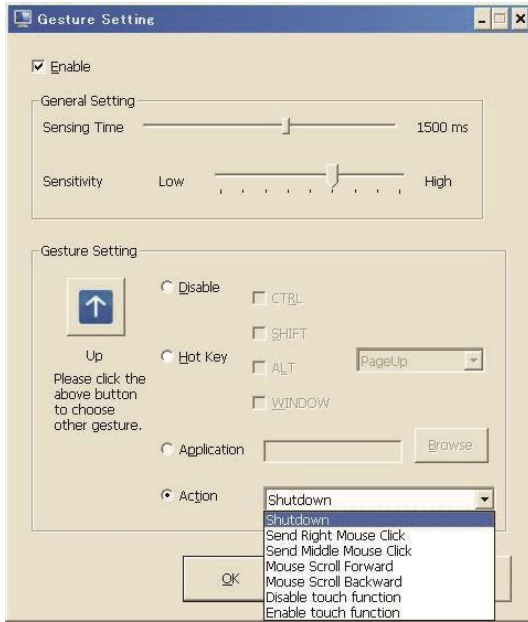 Gesture Setting
Enable
General Setting
Sensing Time 1500 ms
Sensitivity Low High
Gesture Setting
Disable
CTRL
SHIFT
Up
Hot Key
ALT
PageUp
Please click the
above button
to choose
other gesture.
WINDOW
Application
Browse
Action
Shutdown
Shutdown
Send Right Mouse Click
Send Middle Mouse Click
Mouse Scroll Forward
Mouse Scroll Backward
Disable touch function
Enable touch function
OK